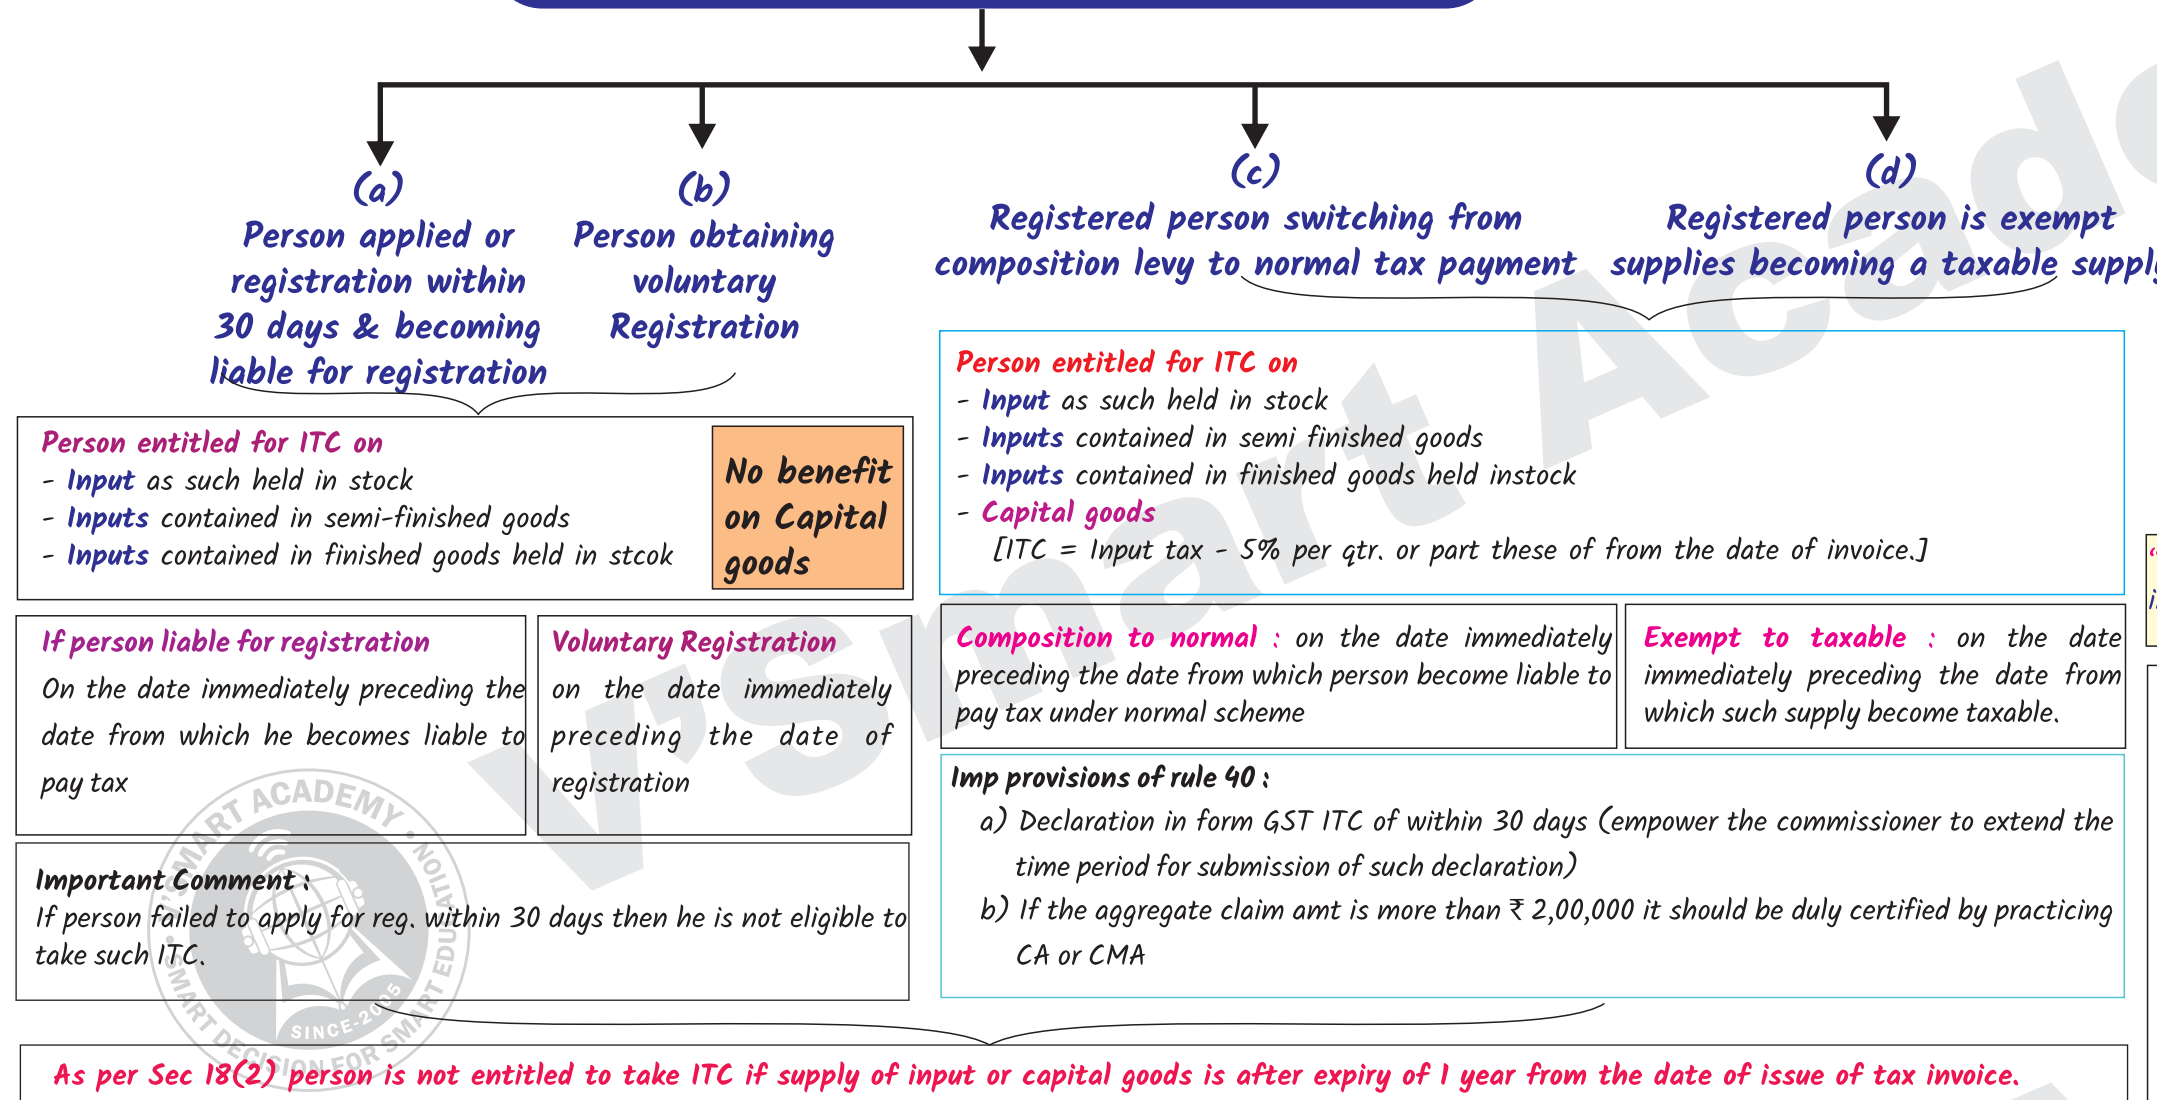 (a)
Person applied or
registration within
30 days & becoming
liable for registration
(b)
Person obtaining
voluntary
Registration
(c)
Registered person switching from
composition levy to normal tax payment
(d)
Registered person is exempt
supplies becoming a taxable supply
Person entitled for ITC on
- Input as such held in stock
- Inputs contained in semi-finished goods
- Inputs contained in finished goods held in stcok
No benefit
on Capital
goods
If person liable for registration
On the date immediately preceding the
date from which he becomes liable to
pay tax
Voluntary Registration
on the date immediately
preceding the date of
registration
Important Comment :
If person failed to apply for reg. within 30 days then he is not eligible to
take such ITC.
Person entitled for ITC on
- Input as such held in stock
- Inputs contained in semi finished goods
- Inputs contained in finished goods held instock
- Capital goods
[ITC = Input tax - 5% per qtr. or part these of from the date of invoice.]
Composition to normal : on the date immediately
preceding the date from which person become liable to
pay tax under normal scheme
Exempt to taxable : on the date
immediately preceding the date from
which such supply become taxable.
Imp provisions of rule 40 :
a) Declaration in form GST ITC of within 30 days (empower the commissioner to extend the
time period for submission of such declaration)
b) If the aggregate claim amt is more than ₹ 2,00,000 it should be duly certified by practicing
CA or CMA
As per Sec 18(2) person is not entitled to take ITC if supply of input or capital goods is after expiry of 1 year from the date of issue of tax invoice.
V'Smart Acade
V'SMART ACADEMY
SMART DECISION FOR SMART EDUCATION
SINCE-2005